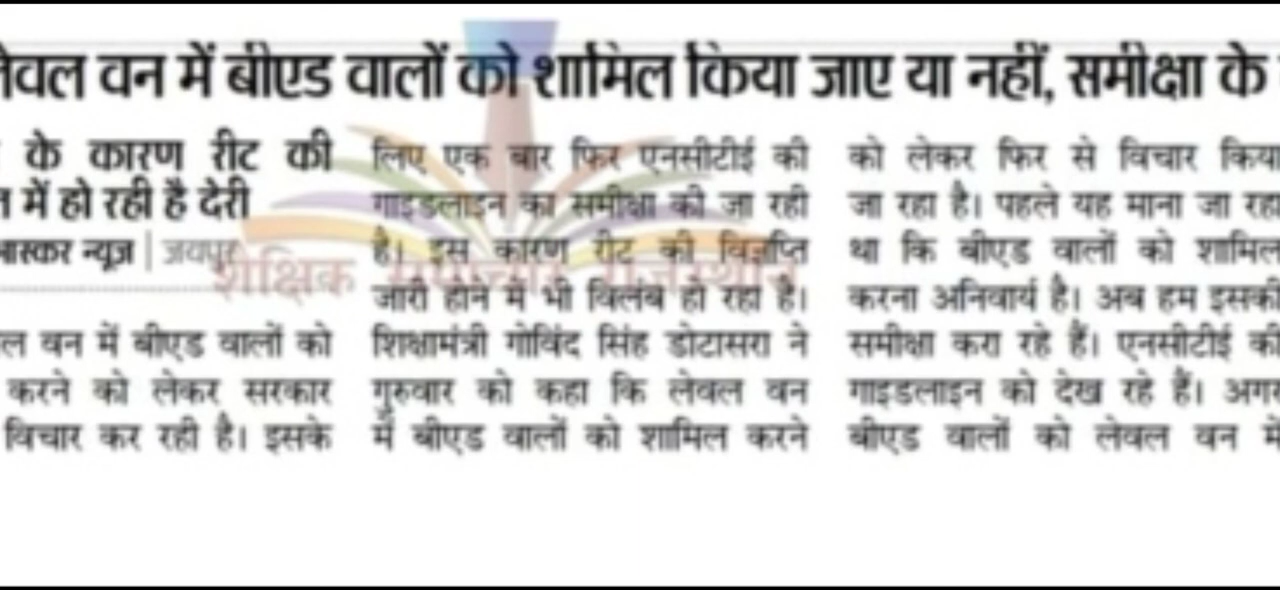 लेवल वन में बीएड वालों को शामिल किया जाए या नहीं, समीक्षा के
के कारण रीट की
में हो रही है देरी
भास्कर न्यूज | जयपुर
वन में बीएड वालों को
करने को लेकर सरकार
विचार कर रही है। इसके
लिए एक बार फिर एनसीटीई की
गाइडलाइन की समीक्षा की जा रही
है। इस कारण रीट की विज्ञप्ति
जारी होने में भी विलंब हो रहा है।
शिक्षामंत्री गोविंद सिंह डोटासरा ने
गुरुवार को कहा कि लेवल वन
में बीएड वालों को शामिल करने
को लेकर फिर से विचार किया
जा रहा है। पहले यह माना जा रहा
था कि बीएड वालों को शामिल
करना अनिवार्य है। अब हम इसकी
समीक्षा करा रहे हैं। एनसीटीई की
गाइडलाइन को देख रहे हैं। अगर
बीएड वालों को लेवल वन में
शैक्षिक समाचार राजस्थान